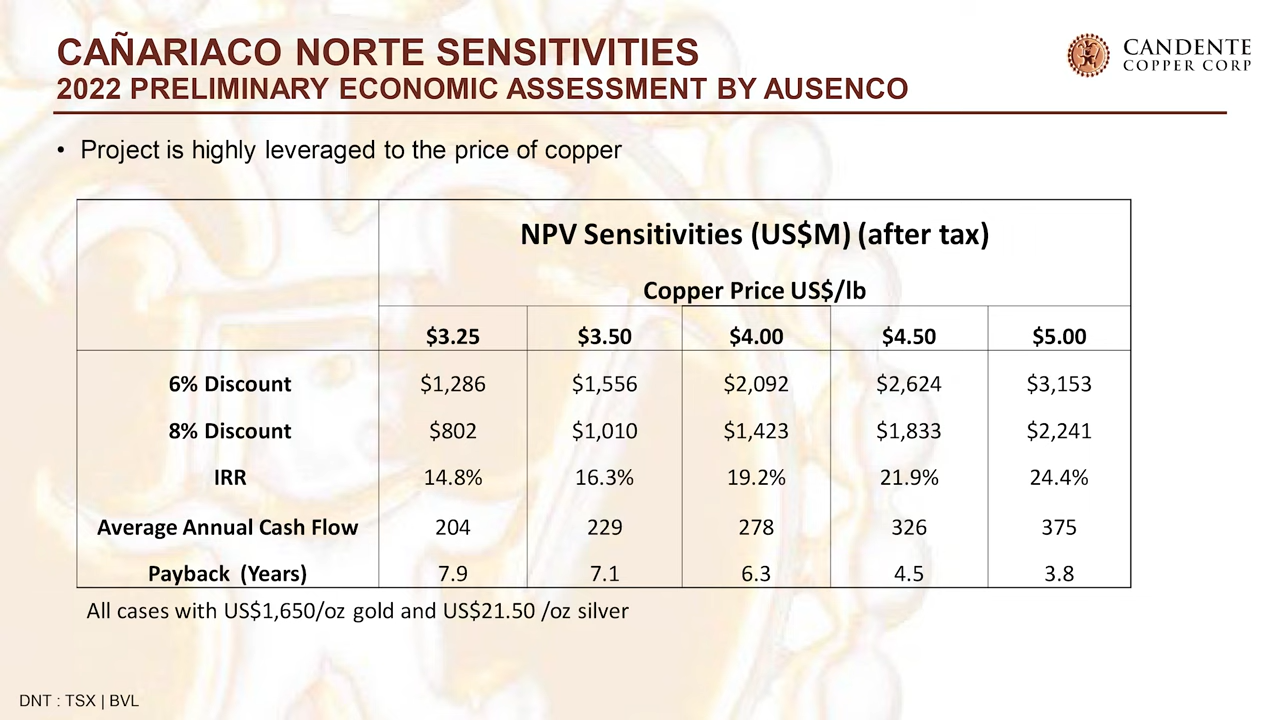 CAÑARIACO NORTE SENSITIVITIES
2022 PRELIMINARY ECONOMIC ASSESSMENT BY AUSENCO
CANDENTE
COPPER CORP
• Project is highly leveraged to the price of copper
NPV Sensitivities (US$M) (after tax)
Copper Price US$/lb
$3.25 $3.50 $4.00 $4.50 $5.00
6% Discount $1,286 $1,556 $2,092 $2,624 $3,153
8% Discount $802 $1,010 $1,423 $1,833 $2,241
IRR 14.8% 16.3% 19.2% 21.9% 24.4%
Average Annual Cash Flow 204 229 278 326 375
Payback (Years) 7.9 7.1 6.3 4.5 3.8
All cases with US$1,650/oz gold and US$21.50 /oz silver
DNT : TSX | BVL